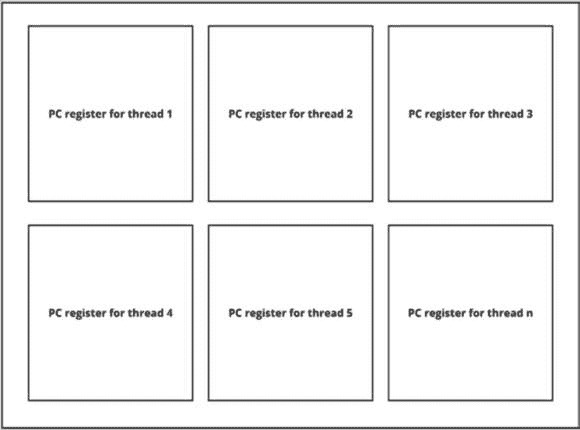 PC register for thread 1
PC register for thread 2
PC register for thread 3
PC register for thread 4
PC register for thread 5
PC register for thread n